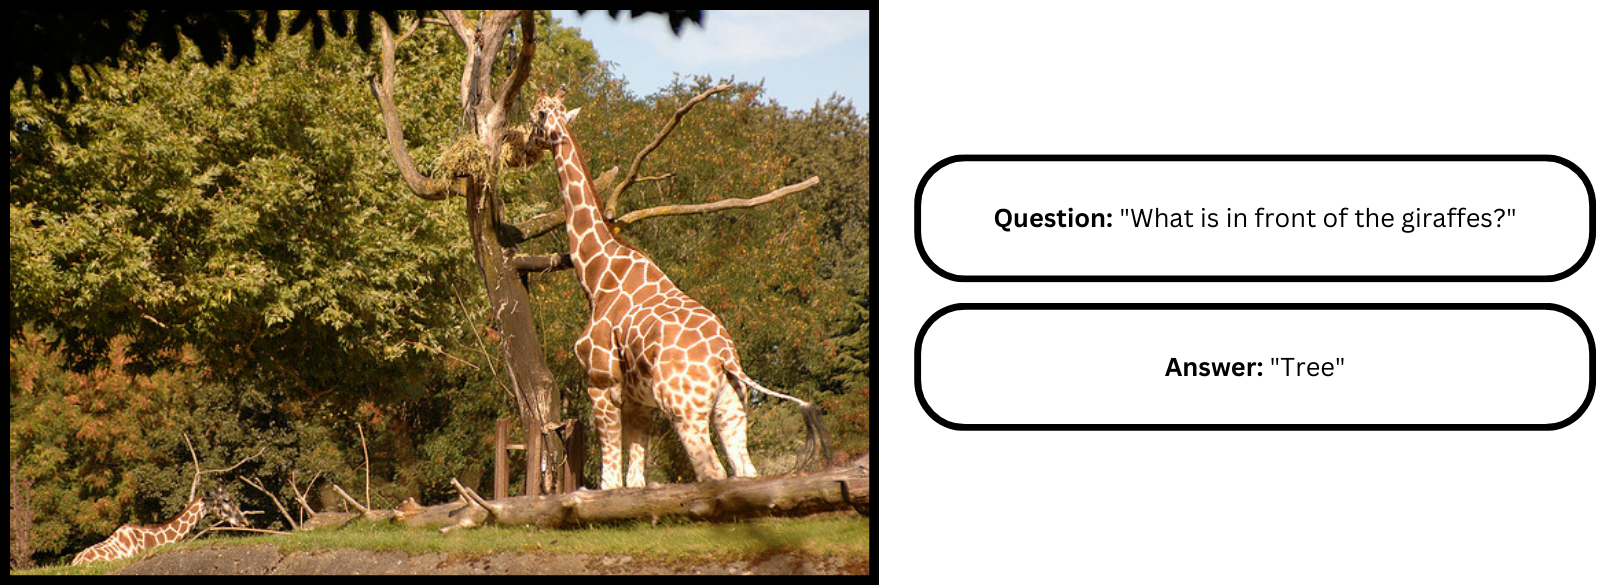 Question: "What is in front of the giraffes?"
Answer: "Tree"